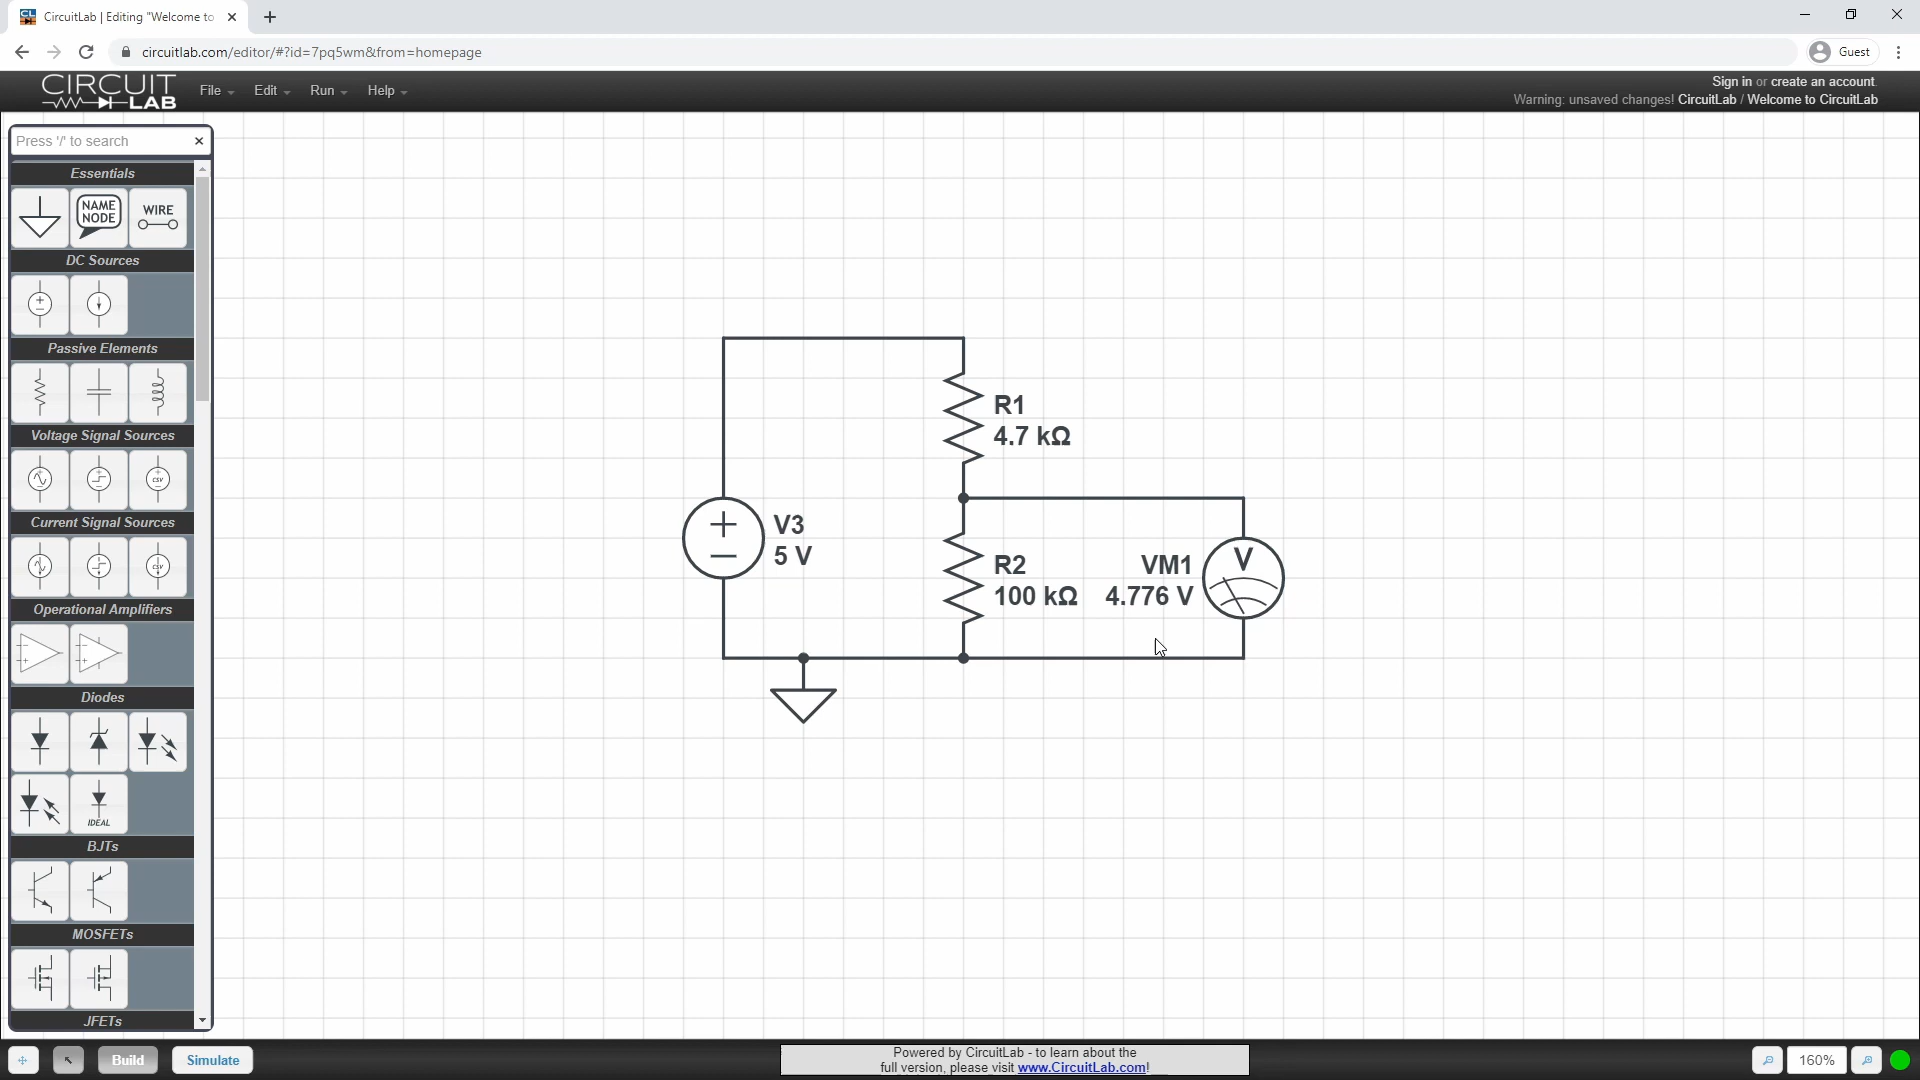 CircuitLab | Editing "Welcome to
circuitlab.com/editor/#?id=7pq5wm&from=homepage
Guest
CIRCUIT
LAB
File
Edit
Run
Help
Sign in or create an account.
Warning: unsaved changes! CircuitLab / Welcome to CircuitLab
Press '/' to search
Essentials
NAME
NODE
WIRE
DC Sources
Passive Elements
Voltage Signal Sources
CSV
Current Signal Sources
CSV
Operational Amplifiers
Diodes
IDEAL
BJTs
MOSFETs
JFETs
R1
4.7 kΩ
V3
5 V
R2
100 kΩ
VM1
4.776 V
V
Build
Simulate
Powered by CircuitLab - to learn about the
full version, please visit www.CircuitLab.com!
160%